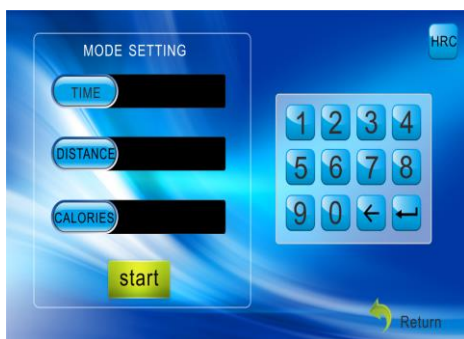 HRC
MODE SETTING
TIME
DISTANCE
CALORIES
start
1 2 3 4
5 6 7 8
9 0 ← ↵
Return